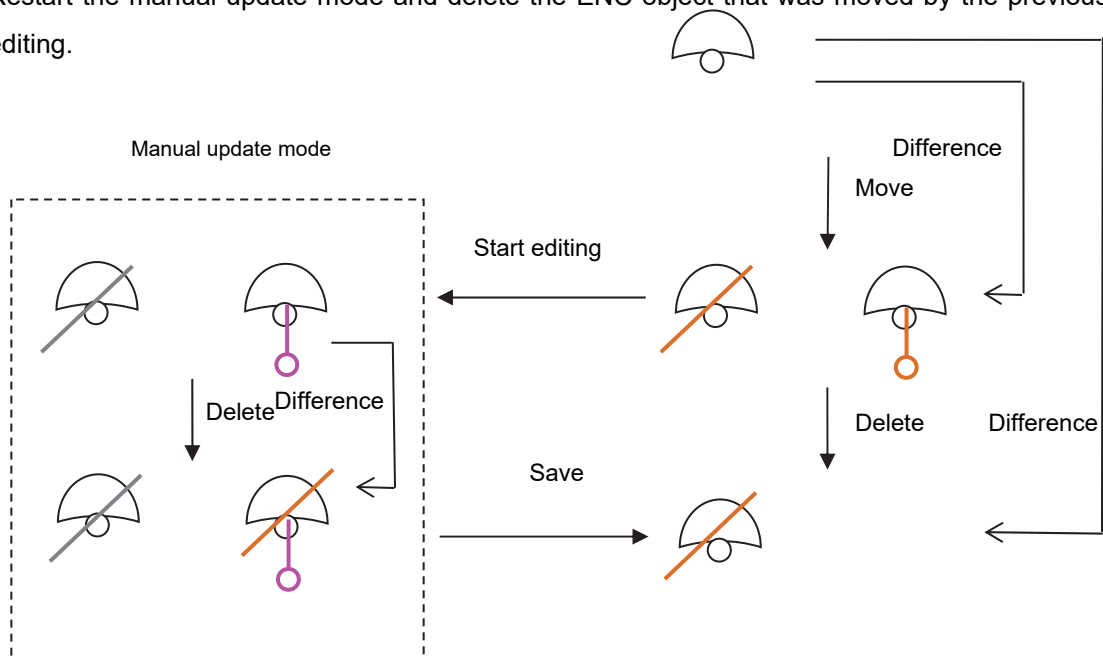 Restart the manual update mode and delete the ENC object that was moved by the previous
editing.
Manual update mode
Difference
Move
Start editing
Delete
Difference
Delete
Difference
Save